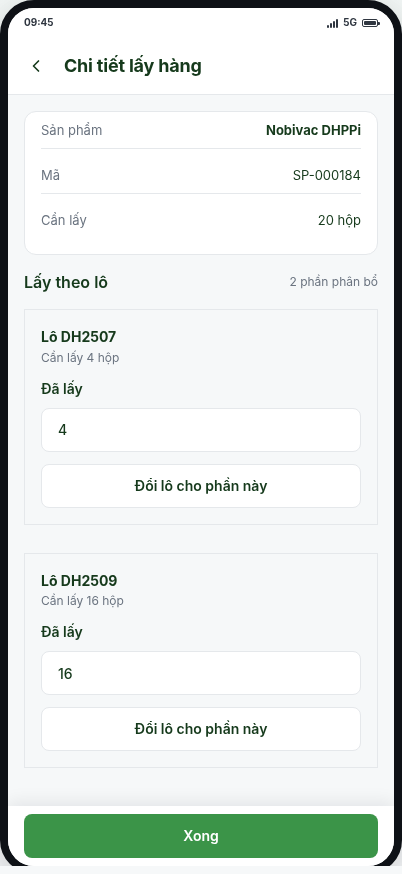 09:45
5G
Chi tiết lấy hàng
Sản phẩm Nobivac DHPPi
Mã SP-000184
Cần lấy 20 hộp
Lấy theo lô 2 phần phân bổ
Lô DH2507
Cần lấy 4 hộp
Đã lấy
4
Đổi lô cho phần này
Lô DH2509
Cần lấy 16 hộp
Đã lấy
16
Đổi lô cho phần này
Xong